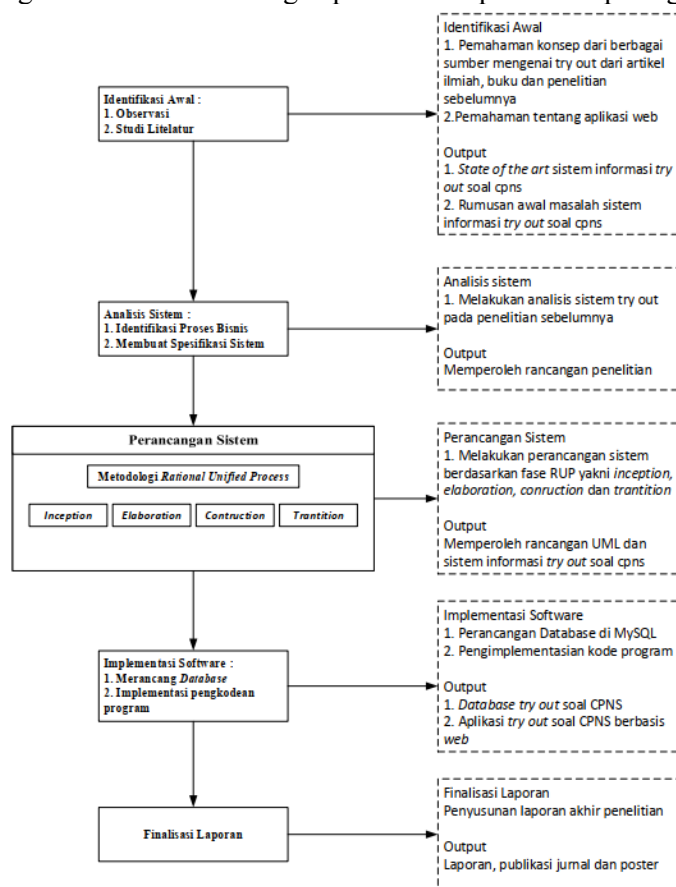 Identifikasi Awal :
1. Observasi
2. Studi Litelatur
Identifikasi Awal
1. Pemahaman konsep dari berbagai
sumber mengenai try out dari artikel
ilmiah, buku dan penelitian
sebelumnya
2.Pemahaman tentang aplikasi web
Output
1. State of the art sistem informasi try
out soal cpns
2. Rumusan awal masalah sistem
informasi try out soal cpns
Analisis Sistem :
1. Identifikasi Proses Bisnis
2. Membuat Spesifikasi Sistem
Analisis sistem
1. Melakukan analisis sistem try out
pada penelitian sebelumnya
Output
Memperoleh rancangan penelitian
Perancangan Sistem
Metodologi Rational Unified Process
Inception Elaboration Contruction Trantition
Perancangan Sistem
1. Melakukan perancangan sistem
berdasarkan fase RUP yakni inception,
elaboration, conruction dan trantition
Output
Memperoleh rancangan UML dan
sistem informasi try out soal cpns
Implementasi Software :
1. Merancang Database
2. Implementasi pengkodean
program
Implementasi Software
1. Perancangan Database di MySQL
2. Pengimplementasian kode program
Output
1. Database try out soal CPNS
2. Aplikasi try out soal CPNS berbasis
web
Finalisasi Laporan
Finalisasi Laporan
Penyusunan laporan akhir penelitian
Output
Laporan, publikasi jurnal dan poster